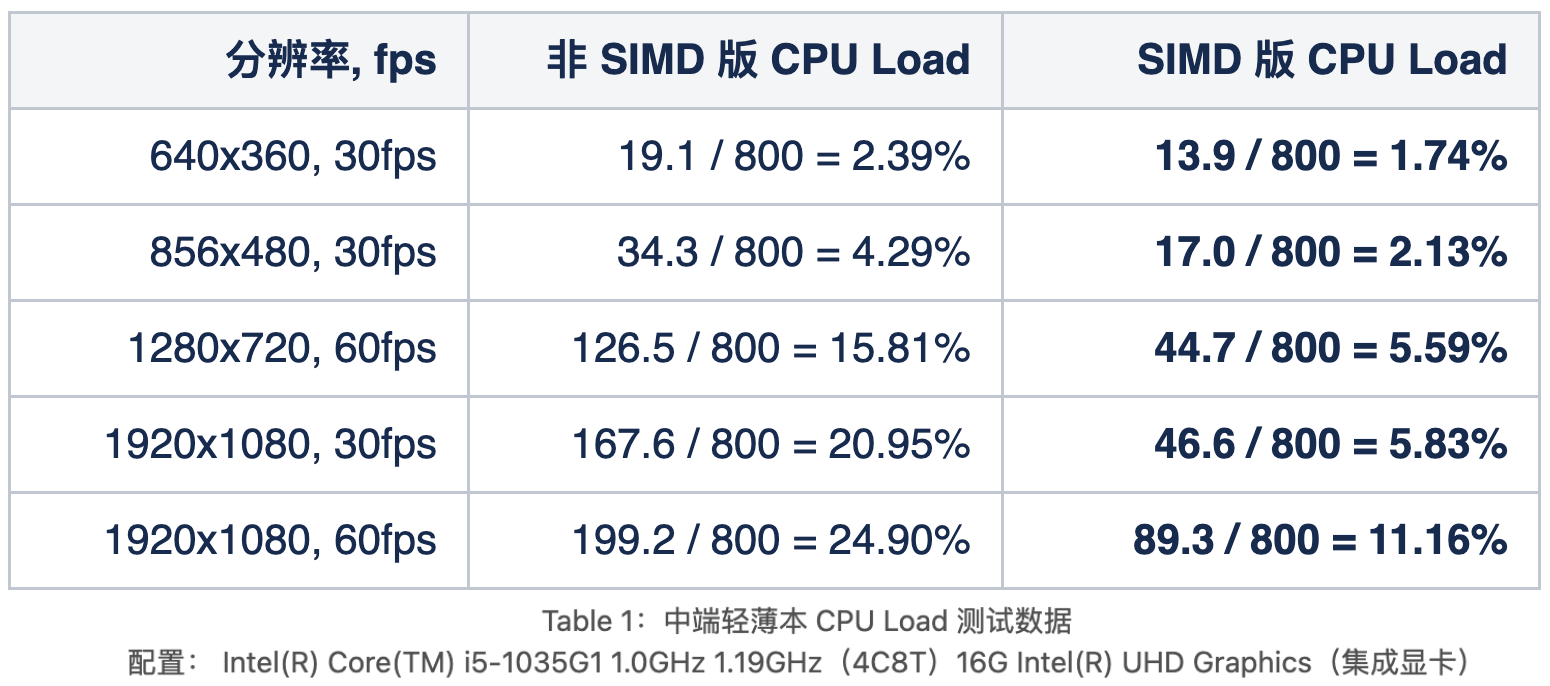 分辨率, fps 非 SIMD 版 CPU Load SIMD 版 CPU Load
640x360, 30fps 19.1 / 800 = 2.39% 13.9 / 800 = 1.74%
856x480, 30fps 34.3 / 800 = 4.29% 17.0 / 800 = 2.13%
1280x720, 60fps 126.5 / 800 = 15.81% 44.7 / 800 = 5.59%
1920x1080, 30fps 167.6 / 800 = 20.95% 46.6 / 800 = 5.83%
1920x1080, 60fps 199.2 / 800 = 24.90% 89.3 / 800 = 11.16%
Table 1：中端轻薄本 CPU Load 测试数据
配置： Intel(R) Core(TM) i5-1035G1 1.0GHz 1.19GHz（4C8T）16G Intel(R) UHD Graphics（集成显卡）